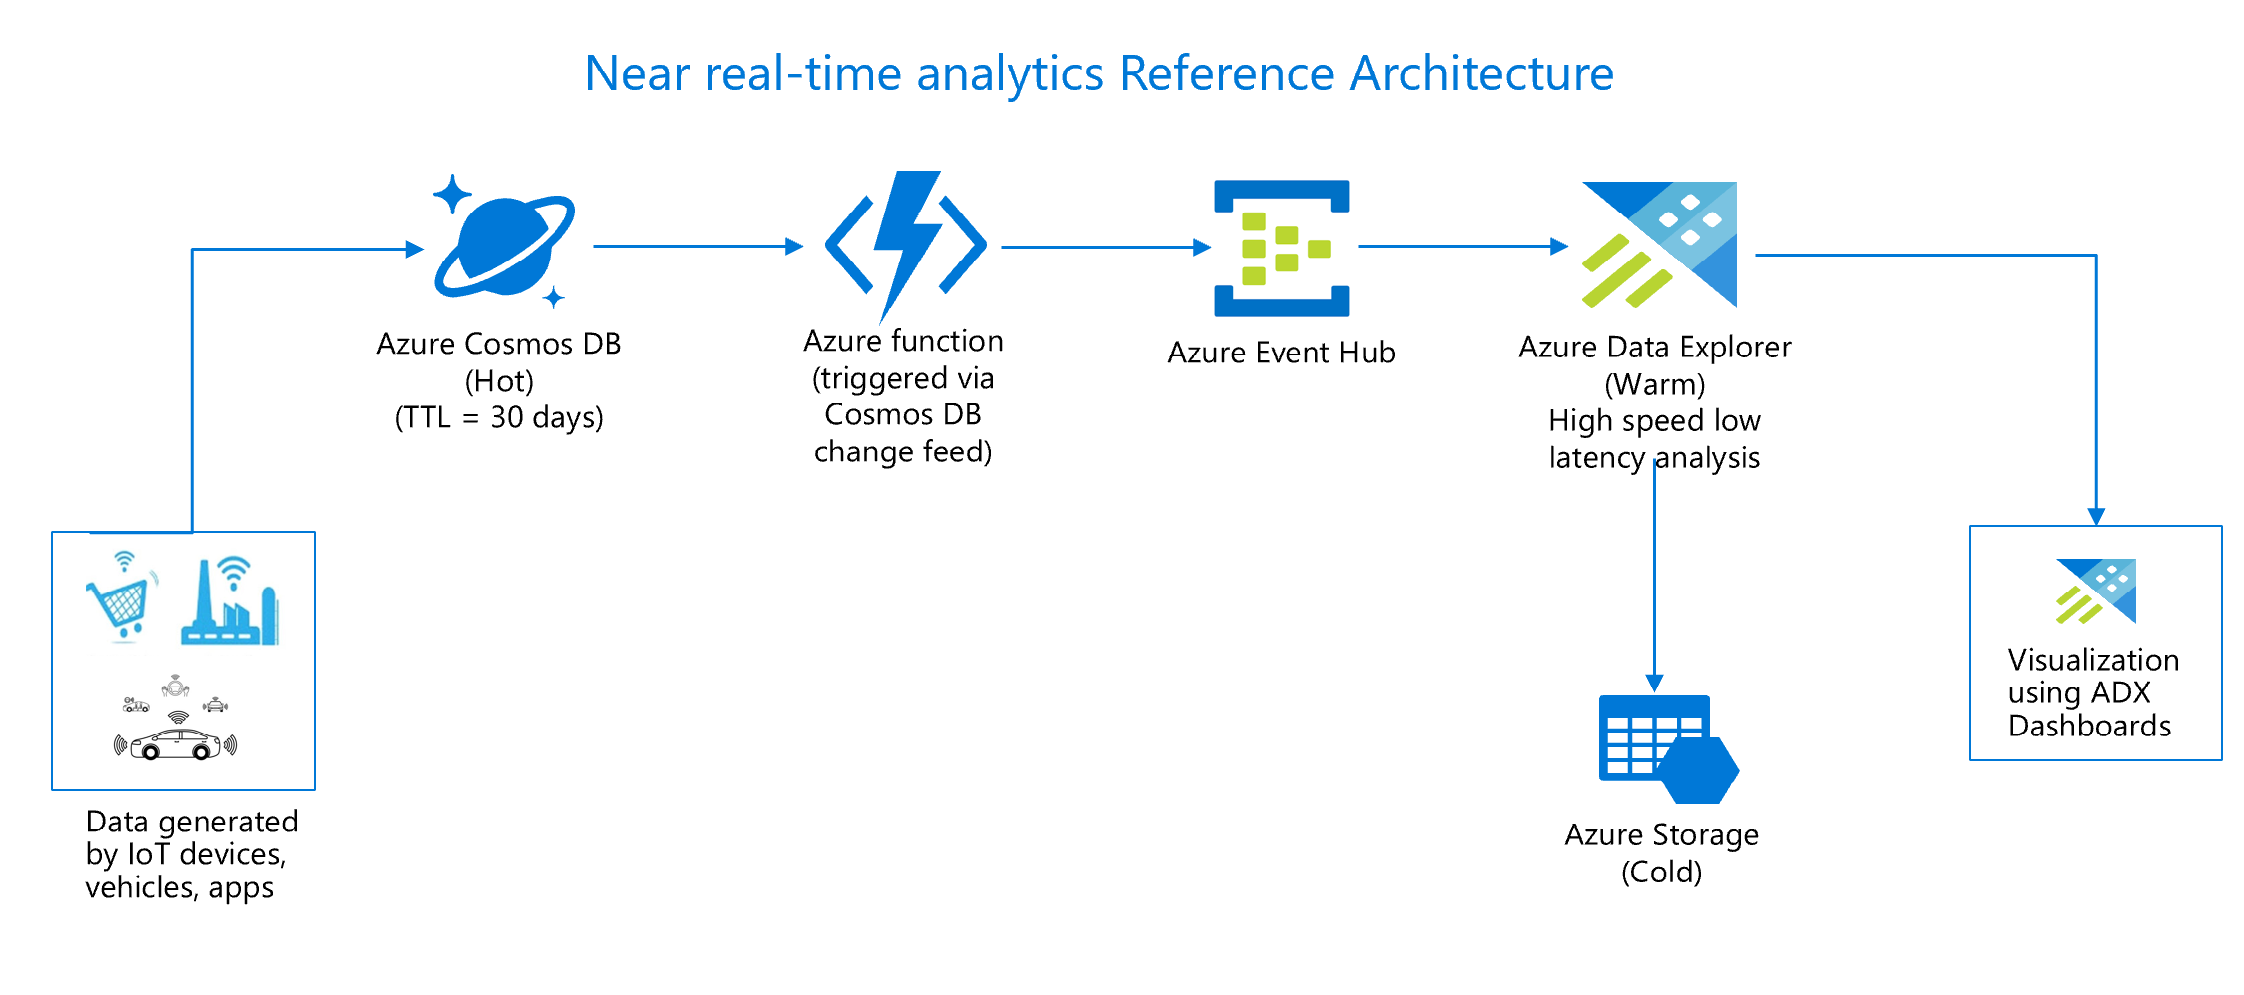 Near real-time analytics Reference Architecture
Azure Cosmos DB
(Hot)
(TTL = 30 days)
Azure function
(triggered via
Cosmos DB
change feed)
Azure Event Hub
Azure Data Explorer
(Warm)
High speed low
latency analysis
Data generated
by IoT devices,
vehicles, apps
Azure Storage
(Cold)
Visualization
using ADX
Dashboards